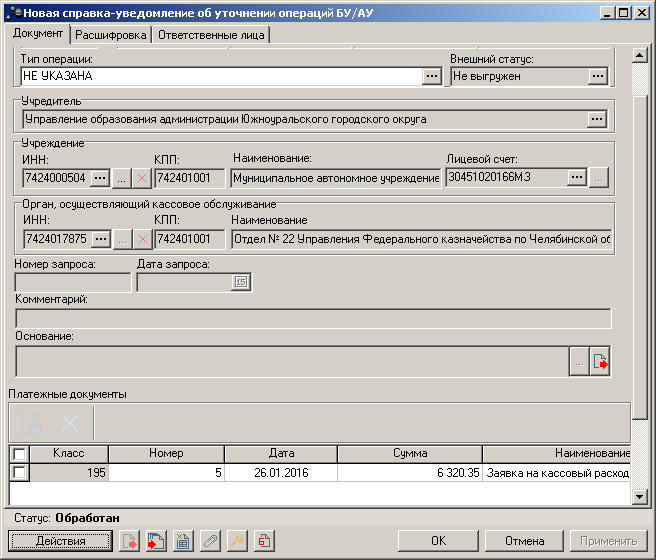 Новая справка-уведомление об уточнении операций БУ/АУ
Документ Расшифровка Ответственные лица
Тип операции: Внешний статус:
НЕ УКАЗАНА ... Не выгружен ...
Учредитель
Управление образования администрации Южноуральского городского округа ...
Учреждение
ИНН: КПП: Наименование: Лицевой счет:
7424000504 ... ... 742401001 Муниципальное автономное учреждение 30451020166МЗ ... ...
Орган, осуществляющий кассовое обслуживание
ИНН: КПП: Наименование
7424017875 ... ... 742401001 Отдел № 22 Управления Федерального казначейства по Челябинской об
Номер запроса: Дата запроса:
15
Комментарий:
Основание:
...
Платежные документы
Класс Номер Дата Сумма Наименование
195 5 26.01.2016 6 320.35 Заявка на кассовый расход
Статус: Обработан
Действия 6 OK Отмена Применить